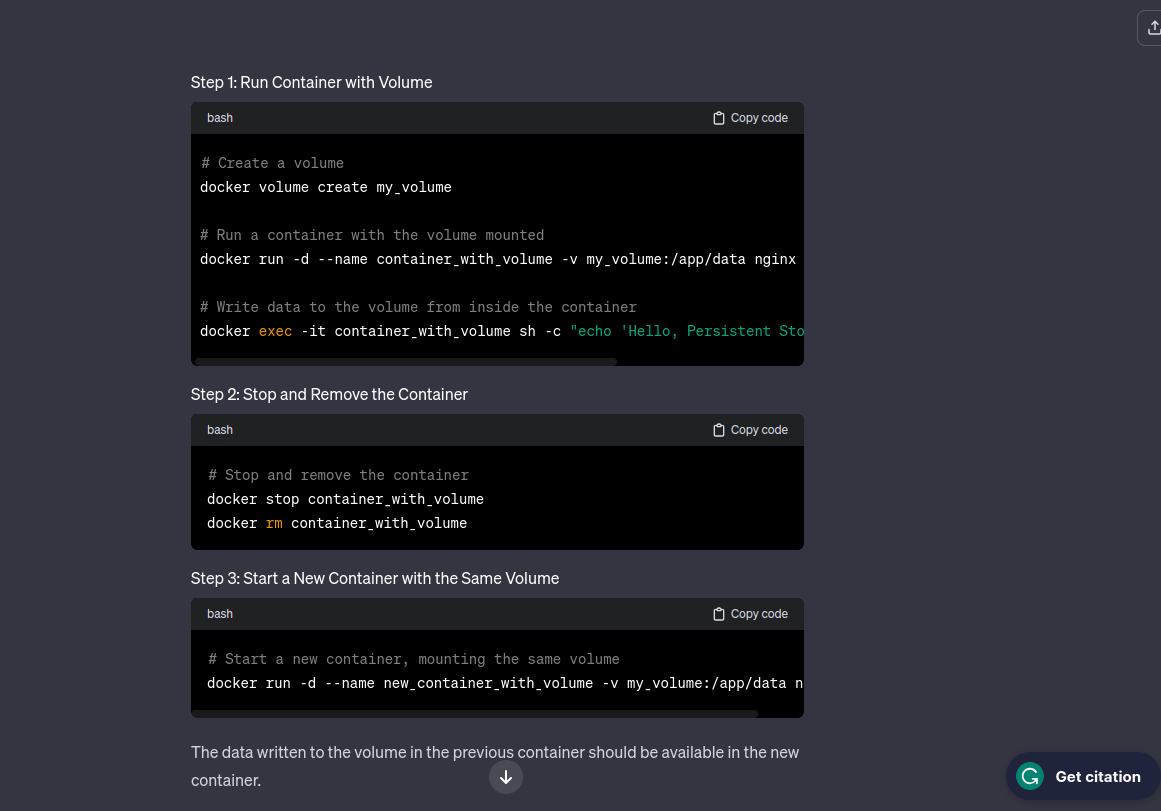 Step 1: Run Container with Volume
bash
Copy code
# Create a volume
docker volume create my_volume
# Run a container with the volume mounted
docker run -d --name container_with_volume -v my_volume:/app/data nginx
# Write data to the volume from inside the container
docker exec -it container_with_volume sh -c "echo 'Hello, Persistent Sto
Step 2: Stop and Remove the Container
bash
Copy code
# Stop and remove the container
docker stop container_with_volume
docker rm container_with_volume
Step 3: Start a New Container with the Same Volume
bash
Copy code
# Start a new container, mounting the same volume
docker run -d --name new_container_with_volume -v my_volume:/app/data n
The data written to the volume in the previous container should be available in the new
container.
Get citation